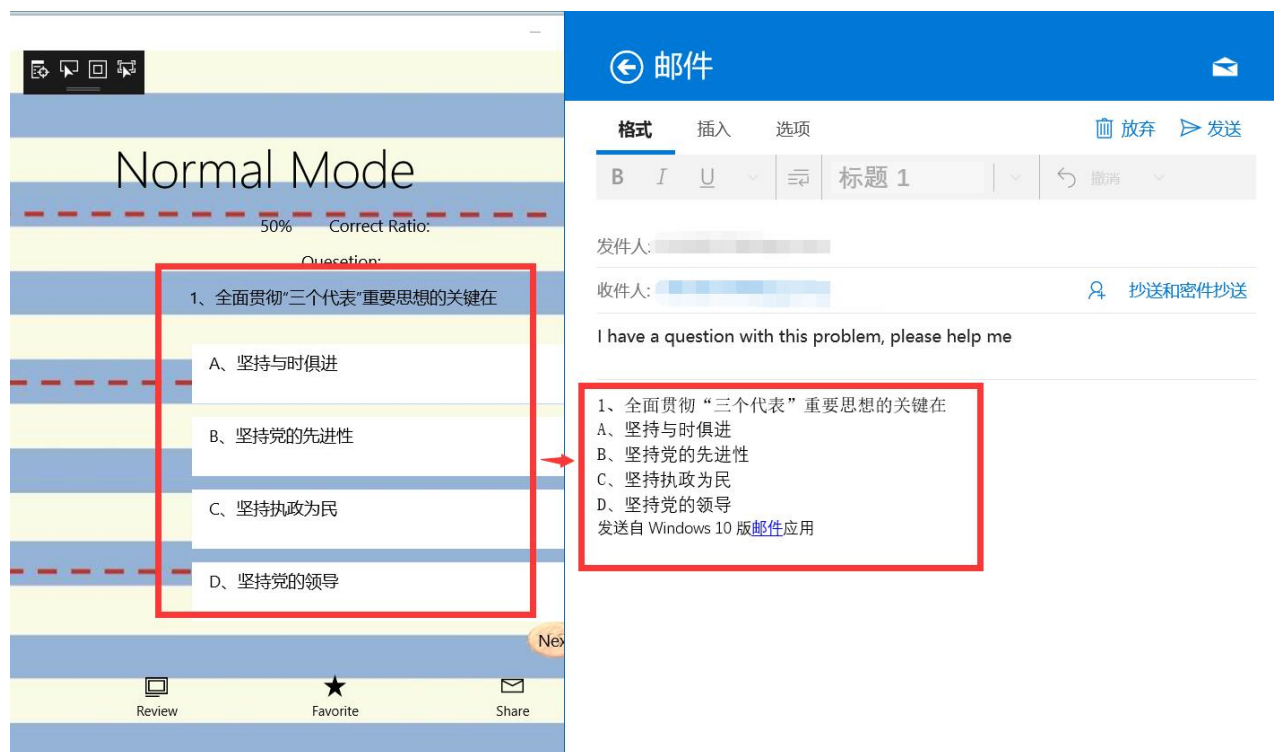 Normal Mode
50% Correct Ratio:
Quesetion:
1、全面贯彻“三个代表”重要思想的关键在
A、坚持与时俱进
B、坚持党的先进性
C、坚持执政为民
D、坚持党的领导
Nex
Review Favorite Share
邮件
格式 插入 选项 放弃 发送
B I U 标题 1 撤消
发件人:
收件人: 抄送和密件抄送
I have a question with this problem, please help me
1、全面贯彻“三个代表”重要思想的关键在
A、坚持与时俱进
B、坚持党的先进性
C、坚持执政为民
D、坚持党的领导
发送自 Windows 10 版邮件应用